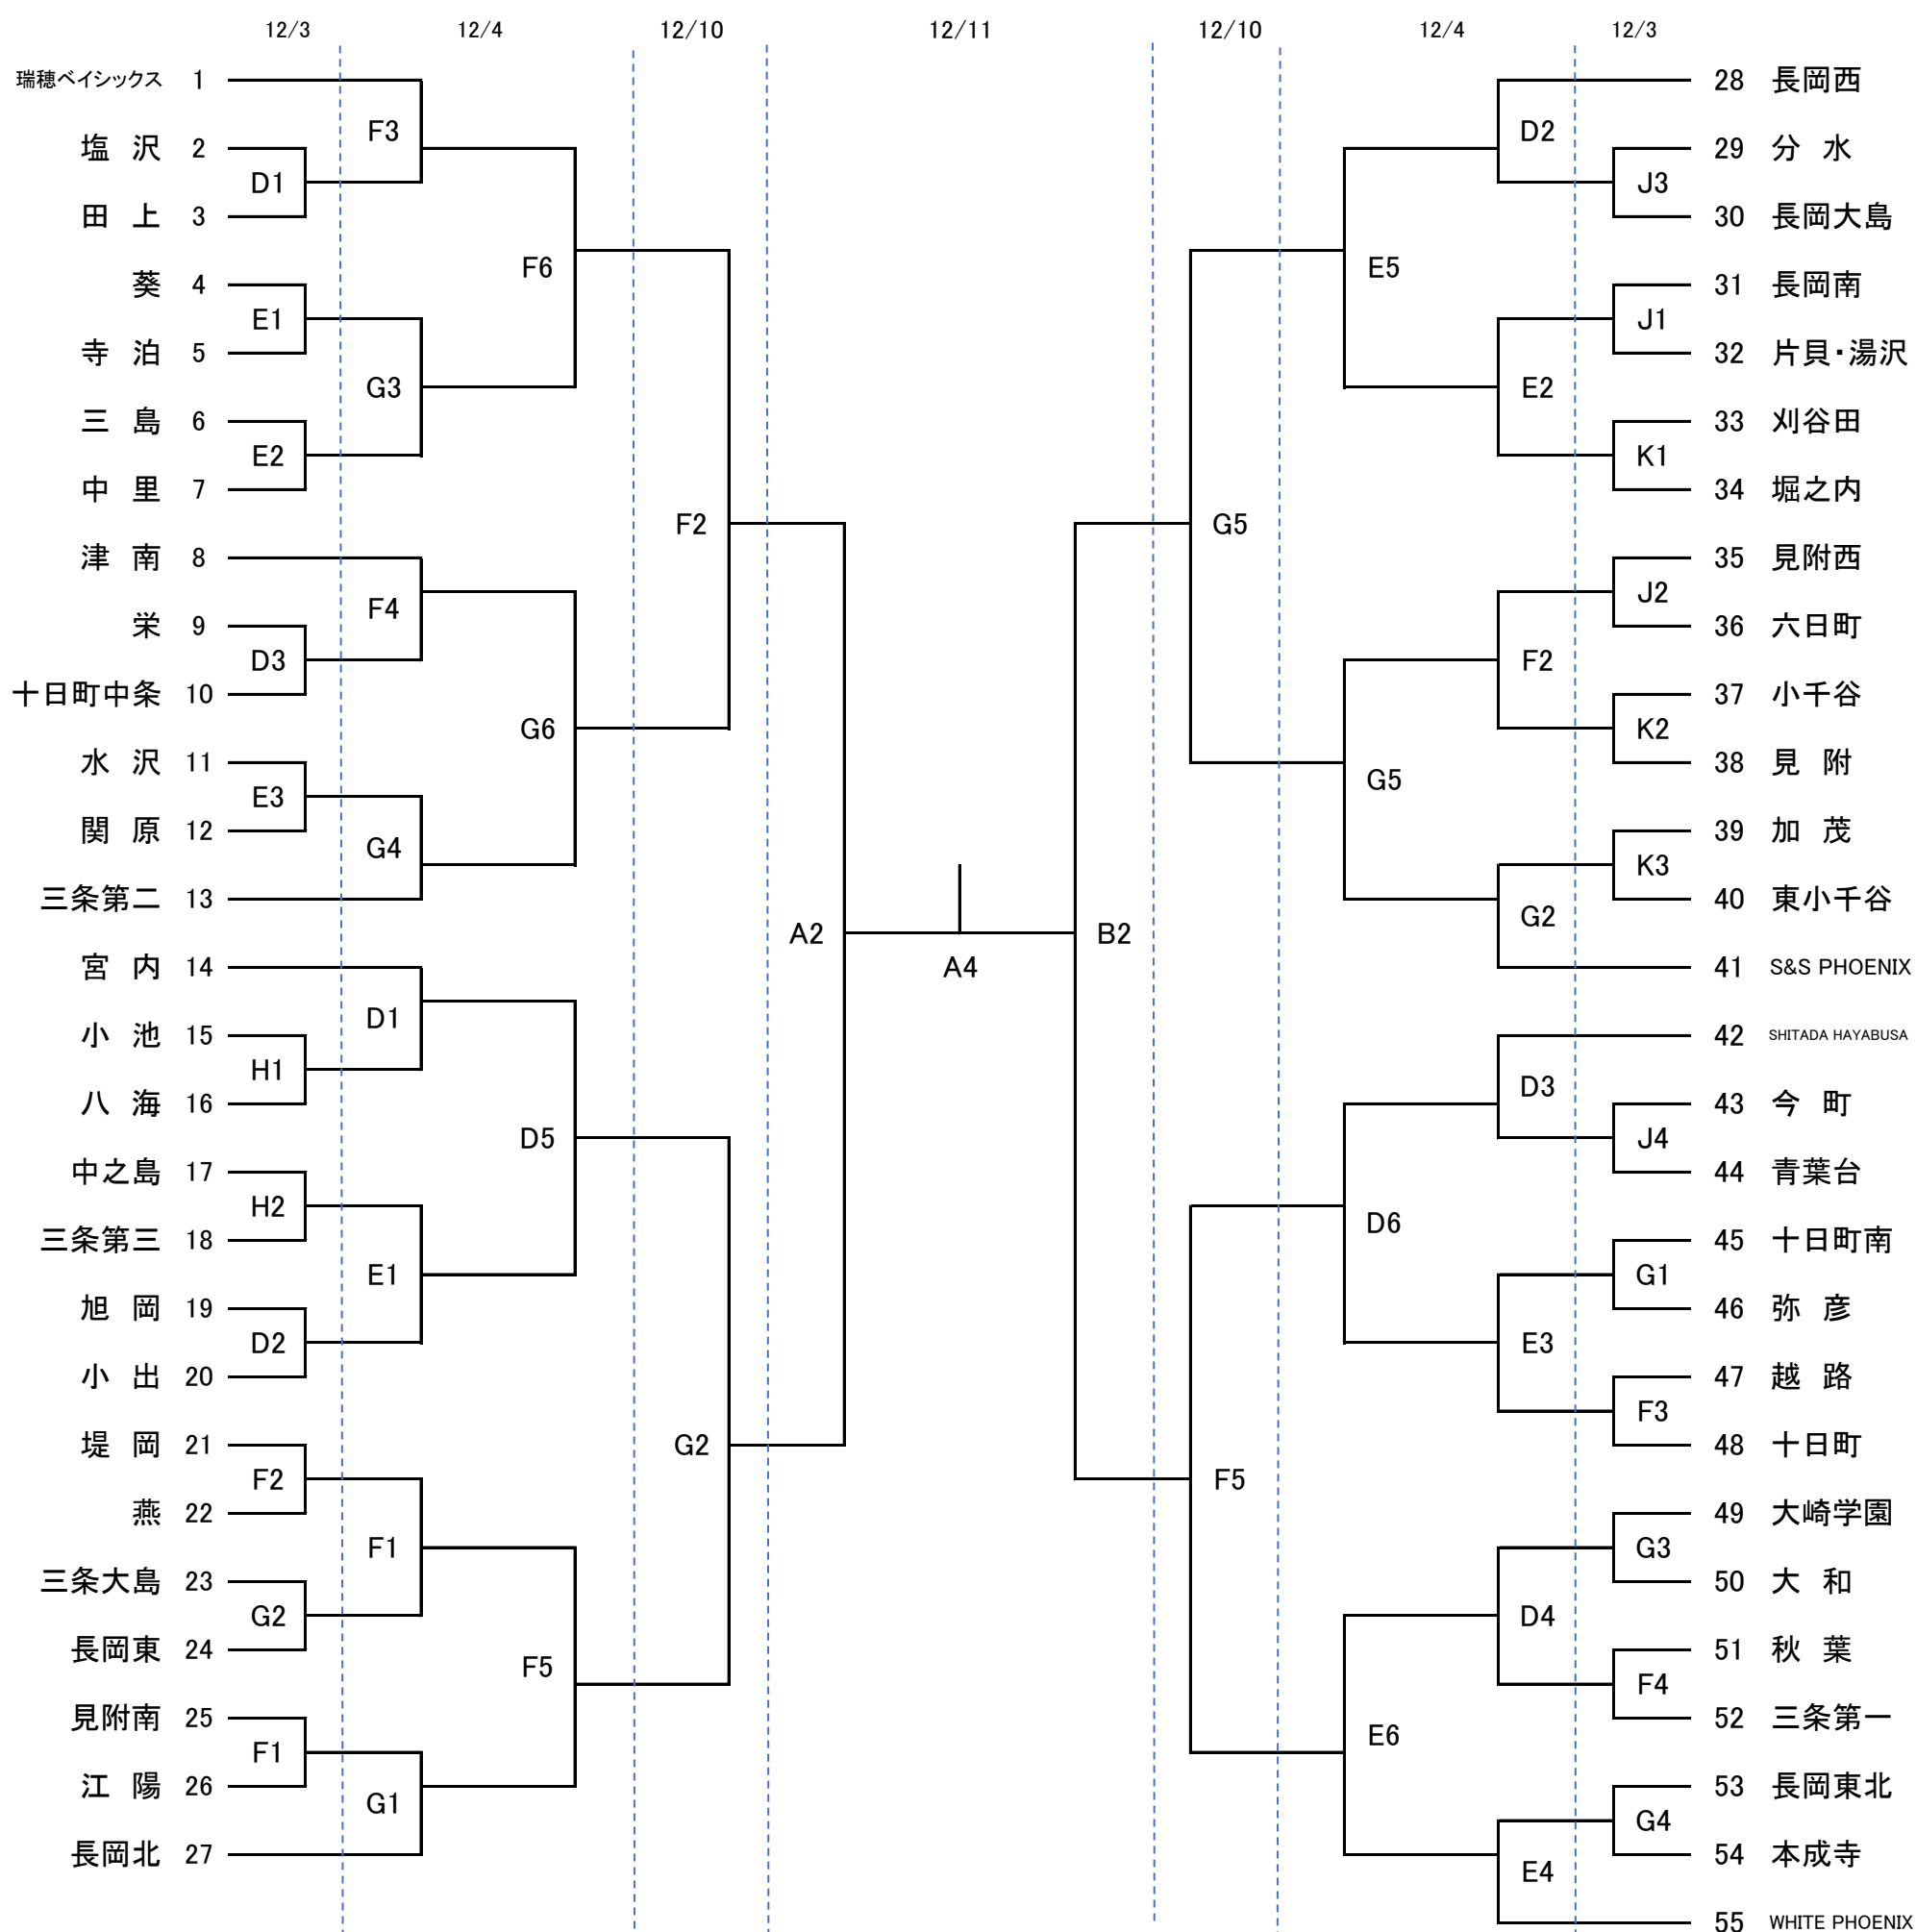 12/3 12/4 12/10 12/11 12/10 12/4 12/3
瑞穂ベイシックス 1 28 長岡西
F3 D2
塩 沢 2 29 分 水
D1 J3
田 上 3 30 長岡大島
F6 E5
葵 4 31 長岡南
E1 J1
寺 泊 5 32 片貝・湯沢
G3 E2
三 島 6 33 刈谷田
E2 K1
中 里 7 34 堀之内
F2 G5
津 南 8 35 見附西
F4 J2
栄 9 36 六日町
D3 F2
十日町中条 10 37 小千谷
G6 K2
水 沢 11 38 見 附
E3 G5
関 原 12 39 加 茂
G4 K3
三条第二 13 40 東小千谷
A2 B2 G2
宮 内 14 A4 41 S&S PHOENIX
D1
小 池 15 42 SHITADA HAYABUSA
H1 D3
八 海 16 43 今 町
D5 J4
中之島 17 44 青葉台
H2 D6
三条第三 18 45 十日町南
E1 G1
旭 岡 19 46 弥 彦
D2 E3
小 出 20 47 越 路
F3
堤 岡 21 G2 48 十日町
F2 F5
燕 22 49 大崎学園
F1 G3
三条大島 23 50 大 和
G2 D4
長岡東 24 51 秋 葉
F5 F4
見附南 25 52 三条第一
F1 E6
江 陽 26 53 長岡東北
G1 G4
長岡北 27 54 本成寺
E4
55 WHITE PHOENIX